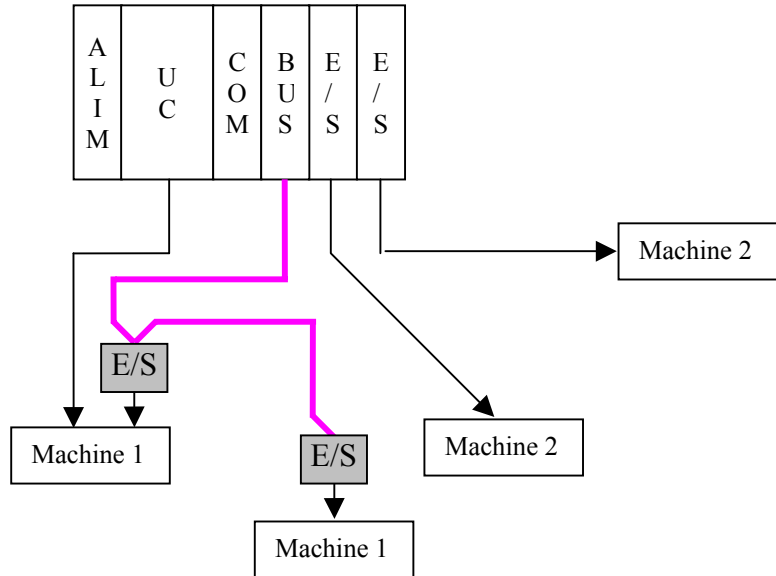 ALIM
UC
COM
BUS
E/S
E/S
Machine 2
E/S
Machine 1
Machine 2
E/S
Machine 1